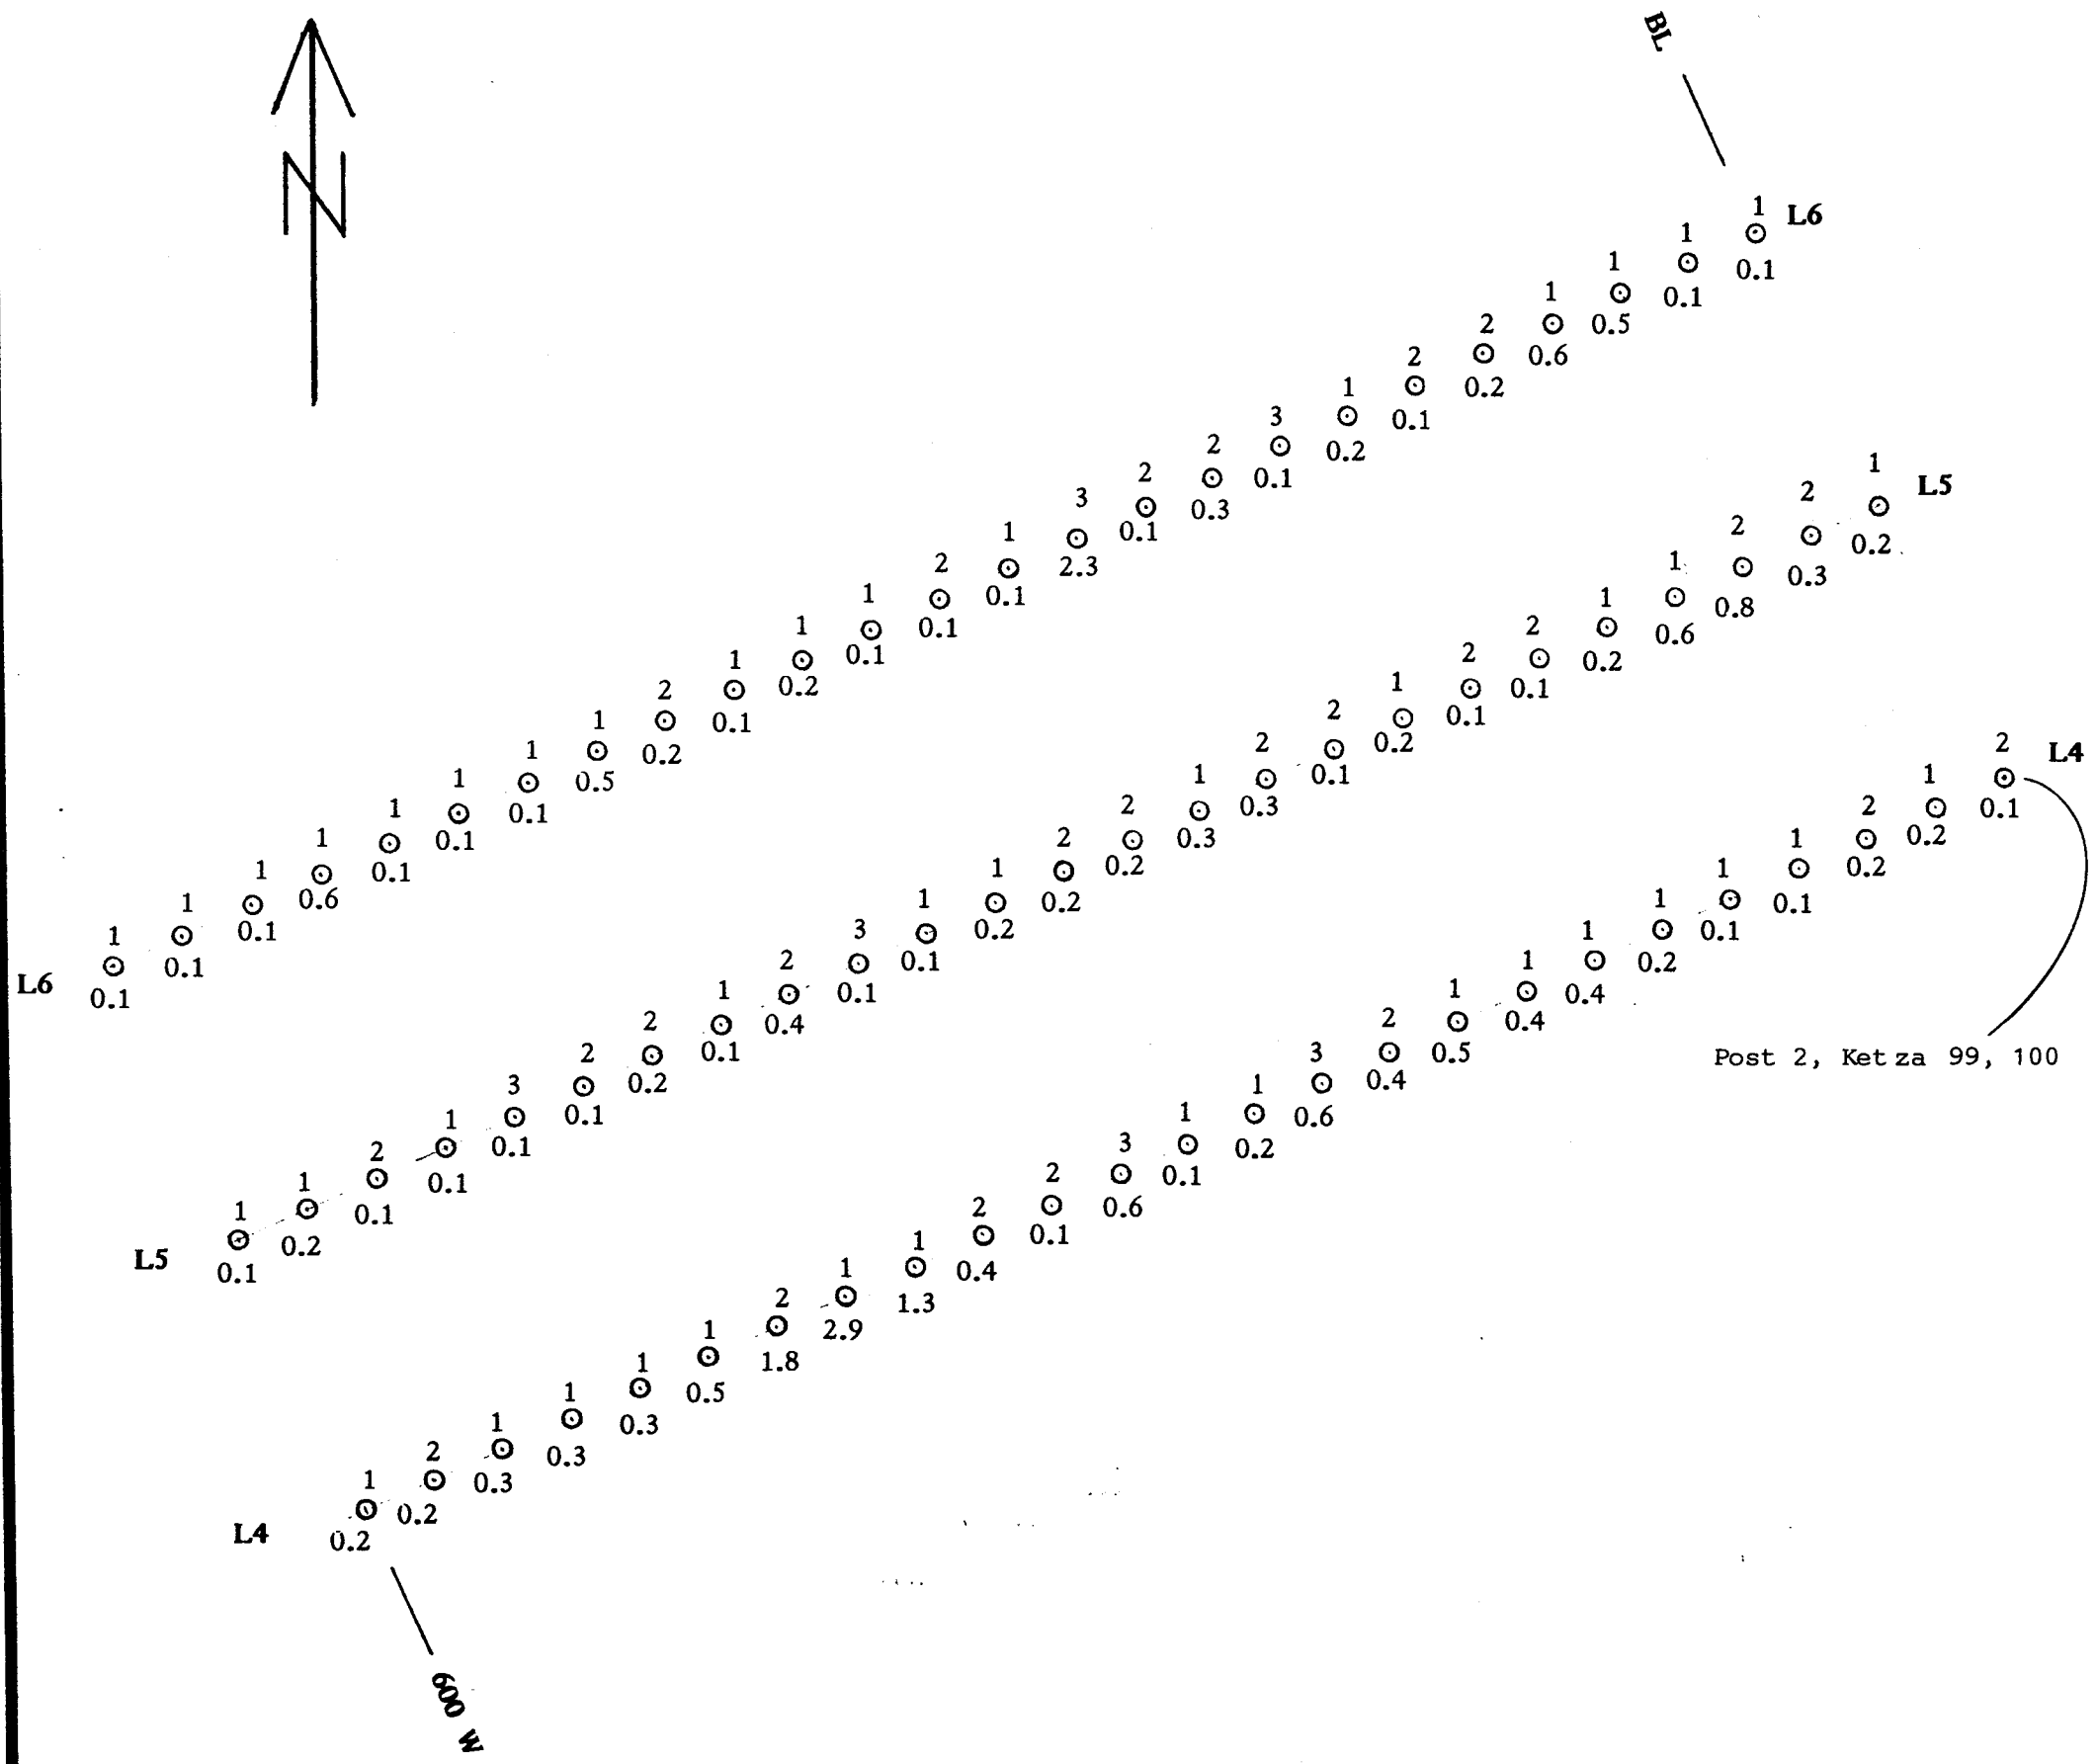 N
BL
1 1 1 1 2 2 1 3 2 2 3 1 2 1 1 1 2 1 1 1 1 1 1 1 1
L6
0.1 0.1 0.5 0.6 0.2 0.1 0.2 0.1 0.3 0.1 2.3 0.1 0.1 0.1 0.2 0.1 0.2 0.5 0.1 0.1 0.1 0.6 0.1 0.1 0.1
L6
1 2 2 1 1 2 2 1 2 2 1 2 2 1 1 3 2 1 2 2 3 1 2 1 1
L5
0.2 0.3 0.8 0.6 0.2 0.1 0.1 0.2 0.1 0.3 0.3 0.2 0.2 0.2 0.1 0.1 0.4 0.1 0.2 0.1 0.1 0.1 0.1 0.2 0.1
L5
2 1 2 1 1 1 1 1 1 2 3 1 1 3 2 2 1 1 2 1 1 1 1 2 1
L4
0.1 0.2 0.2 0.1 0.1 0.2 0.4 0.4 0.5 0.4 0.6 0.2 0.1 0.6 0.1 0.4 1.3 2.9 1.8 0.5 0.3 0.3 0.3 0.2 0.2
L4
Post 2, Ketza 99, 100
600 W